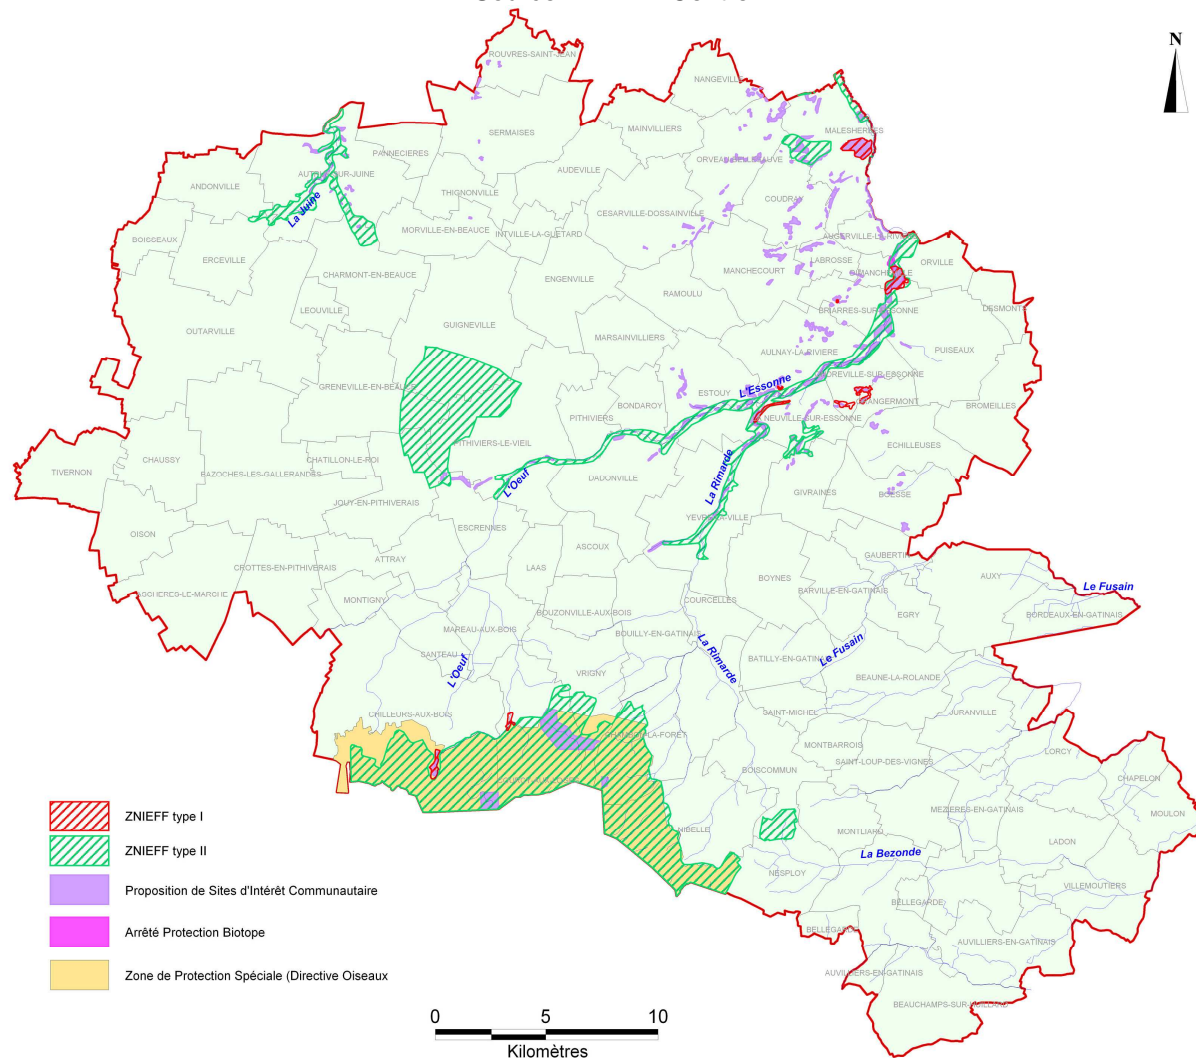 N
ROUVRES-SAINT-JEAN
NANGEVILLE
SERMAISES
MAINVILLIERS
MALESHERBES
PANNECIERES
AUDEVILLE
ANDONVILLE
THIGNONVILLE
COUDRAY
La Juine
CESARVILLE-DOSSAINVILLE
MORVILLE-EN-BEAUCE
INTVILLE-LA-GUETARD
BOISSEAUX
ERCEVILLE
LABROSSE
ORVILLE
CHARMONT-EN-BEAUCE
MANCHECOURT
ENGENVILLE
RAMOULU
LEOUVILLE
BRIARRES-SUR-ESSONNE
DESMONTS
OUTARVILLE
GUIGNEVILLE
MARSAINVILLIERS
AULNAY-LA-RIVIERE
PUISEAUX
GRENEVILLE-EN-BEAUCE
L'Essonne
ESTOUY
BONDAROY
BROMEILLES
PITHIVIERS
PITHIVIERS-LE-VIEIL
ECHILLEUSES
CHAUSSY
CHATILLON-LE-ROI
TIVERNON
BAZOCHES-LES-GALLERANDES
L'Oeuf
DADONVILLE
La Rimarde
GIVRAINES
BOESSE
JOUY-EN-PITHIVERAIS
ESCRENNES
OISON
ASCOUX
ATTRAY
GAUBERTIN
LAAS
CROTTES-EN-PITHIVERAIS
BOYNES
AUXY
Le Fusain
BARVILLE-EN-GATINAIS
MONTIGNY
COURCELLES
BOUZONVILLE-AUX-BOIS
EGRY
BORDEAUX-EN-GATINAIS
MAREAU-AUX-BOIS
BOUILLY-EN-GATINAIS
La Rimarde
Le Fusain
SANTEAU
L'Oeuf
VRIGNY
BEAUNE-LA-ROLANDE
CHILLEURS-AUX-BOIS
SAINT-MICHEL
JURANVILLE
MONTBARROIS
LORCY
SAINT-LOUP-DES-VIGNES
BOISCOMMUN
CHAPELON
MEZIERES-EN-GATINAIS
MOULON
NIBELLE
MONTLIARD
LADON
La Bezonde
NESPLOY
VILLEMOUTIERS
BELLEGARDE
BELLEGARDE
AUVILLIERS-EN-GATINAIS
AUVILLIERS-EN-GATINAIS
BEAUCHAMPS-SUR-HUILLARD
ZNIEFF type I
ZNIEFF type II
Proposition de Sites d'Intérêt Communautaire
Arrêté Protection Biotope
Zone de Protection Spéciale (Directive Oiseaux
0 5 10
Kilomètres